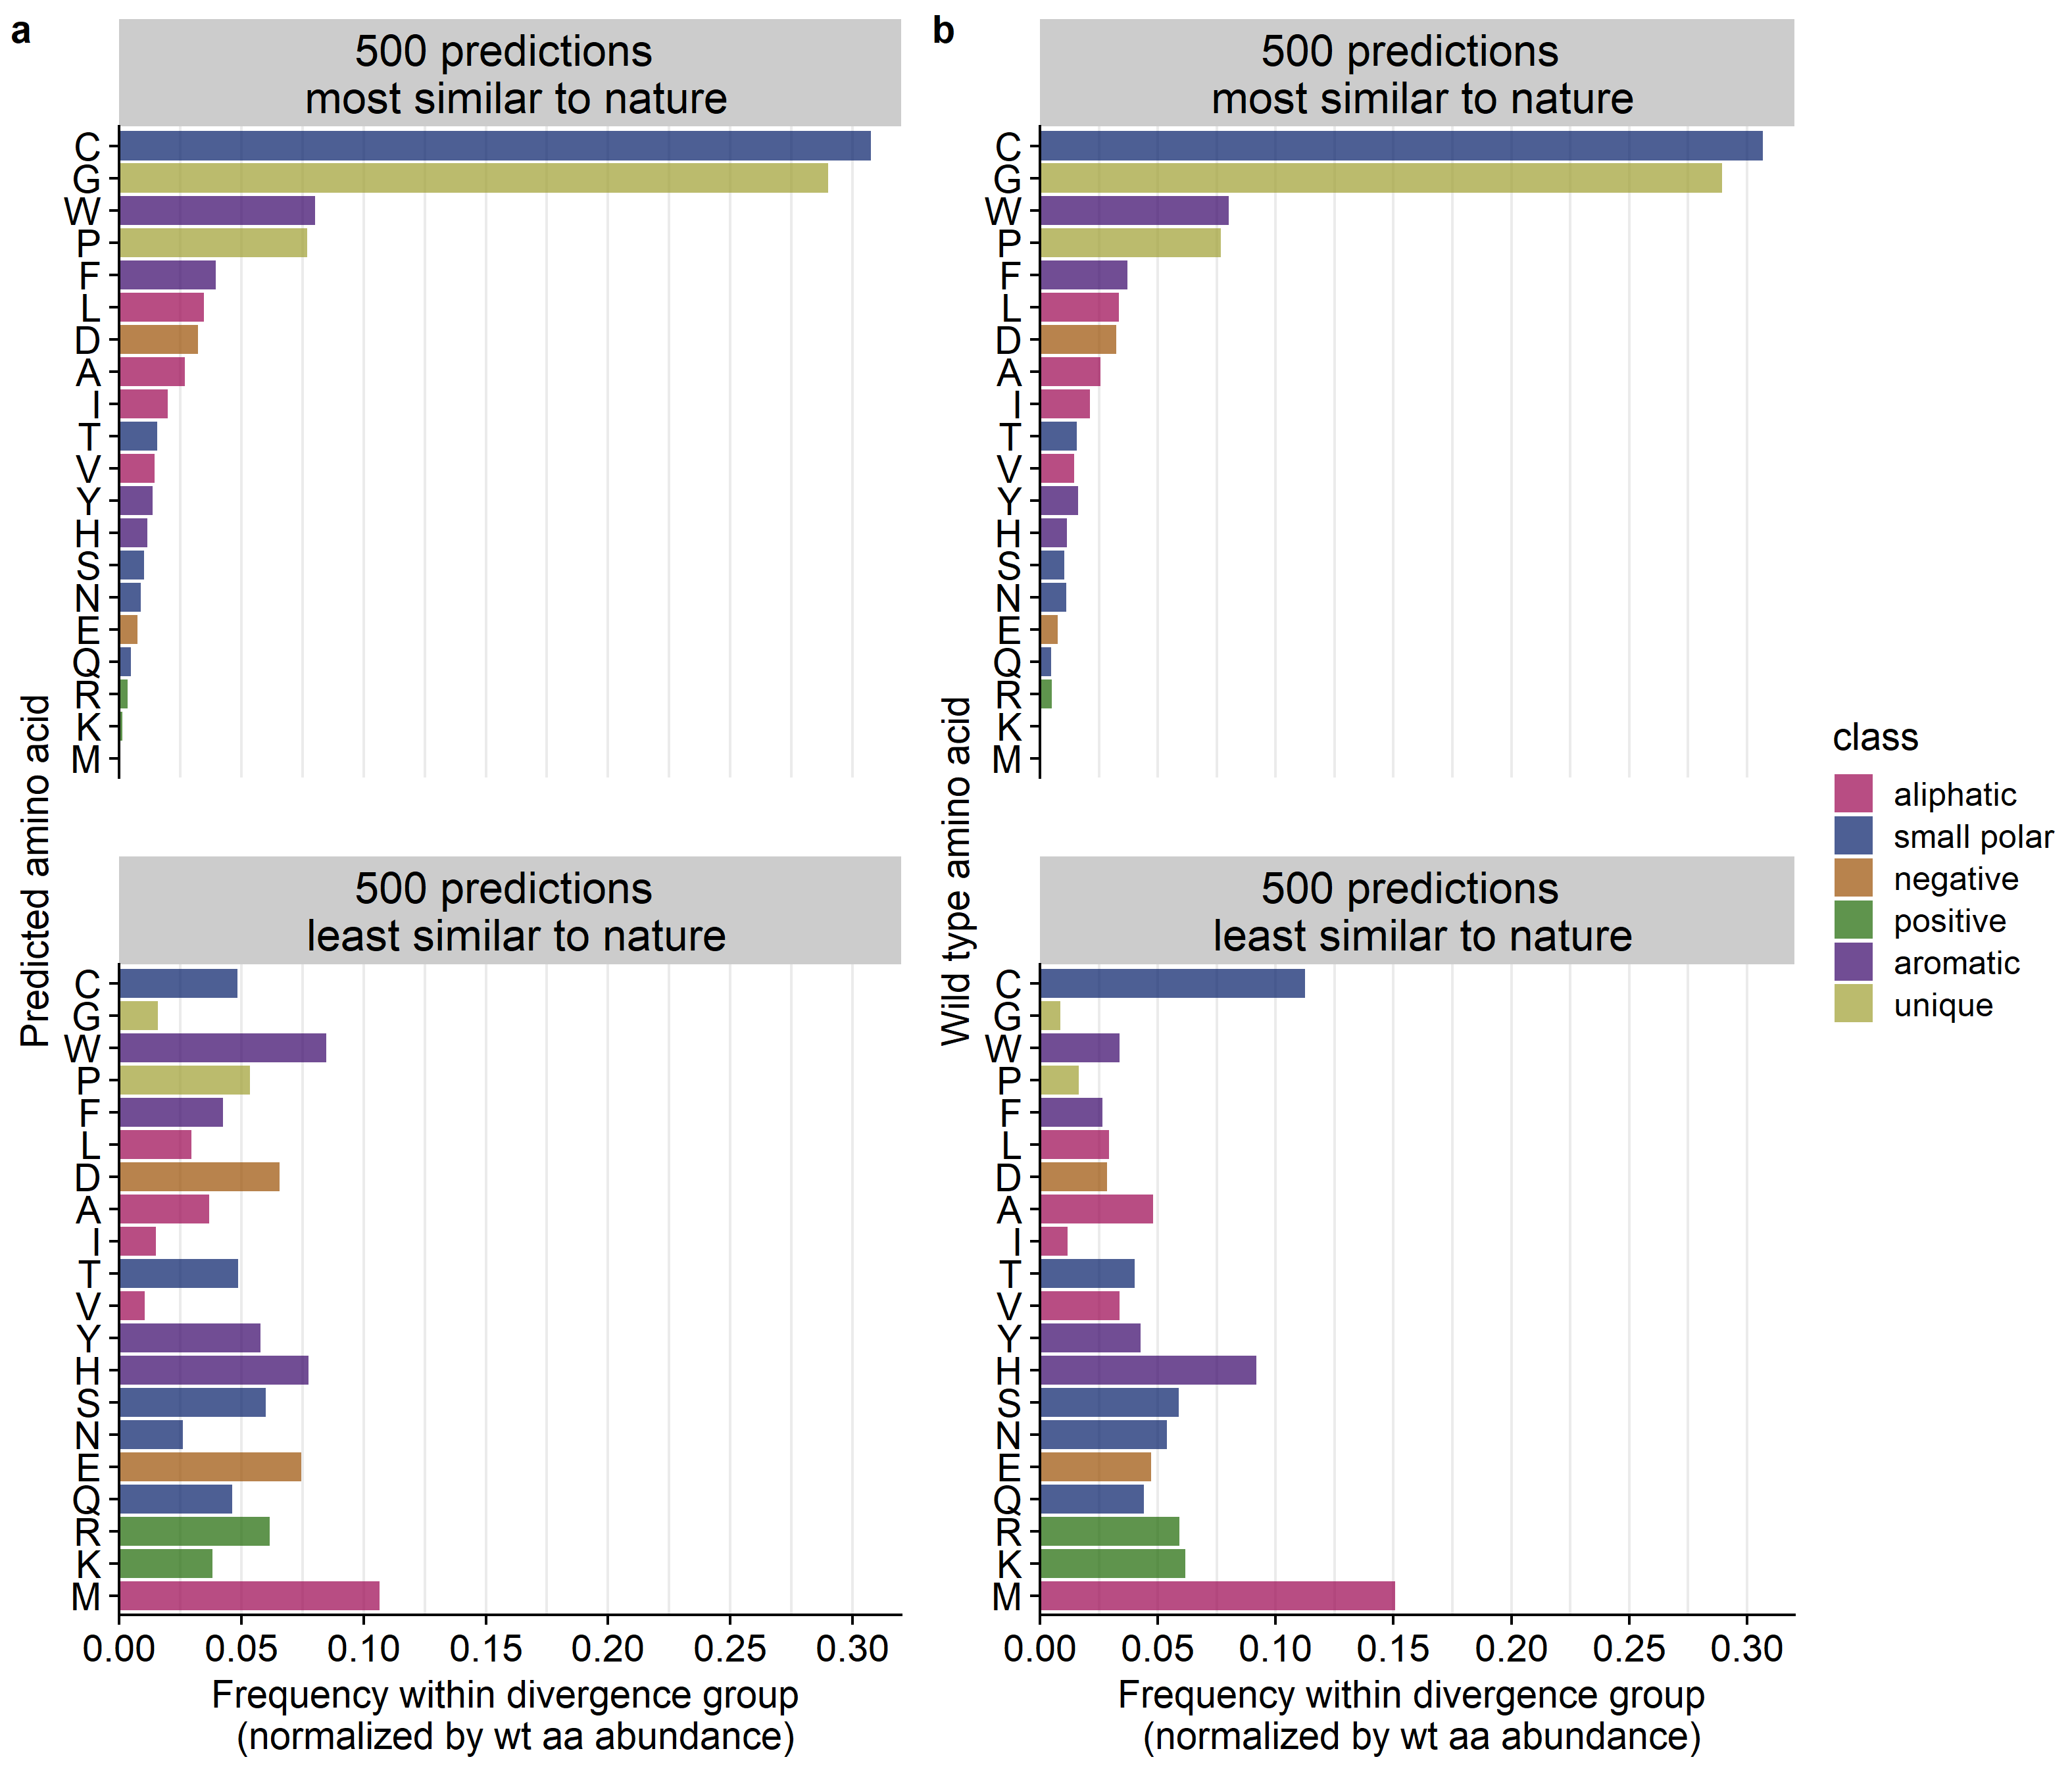 a
500 predictions
most similar to nature
C
G
W
P
F
L
D
A
I
T
V
Y
H
S
N
E
Q
R
K
M
Predicted amino acid
500 predictions
least similar to nature
C
G
W
P
F
L
D
A
I
T
V
Y
H
S
N
E
Q
R
K
M
0.00 0.05 0.10 0.15 0.20 0.25 0.30
Frequency within divergence group
(normalized by wt aa abundance)
b
500 predictions
most similar to nature
C
G
W
P
F
L
D
A
I
T
V
Y
H
S
N
E
Q
R
K
M
Wild type amino acid
500 predictions
least similar to nature
C
G
W
P
F
L
D
A
I
T
V
Y
H
S
N
E
Q
R
K
M
0.00 0.05 0.10 0.15 0.20 0.25 0.30
Frequency within divergence group
(normalized by wt aa abundance)
class
aliphatic
small polar
negative
positive
aromatic
unique